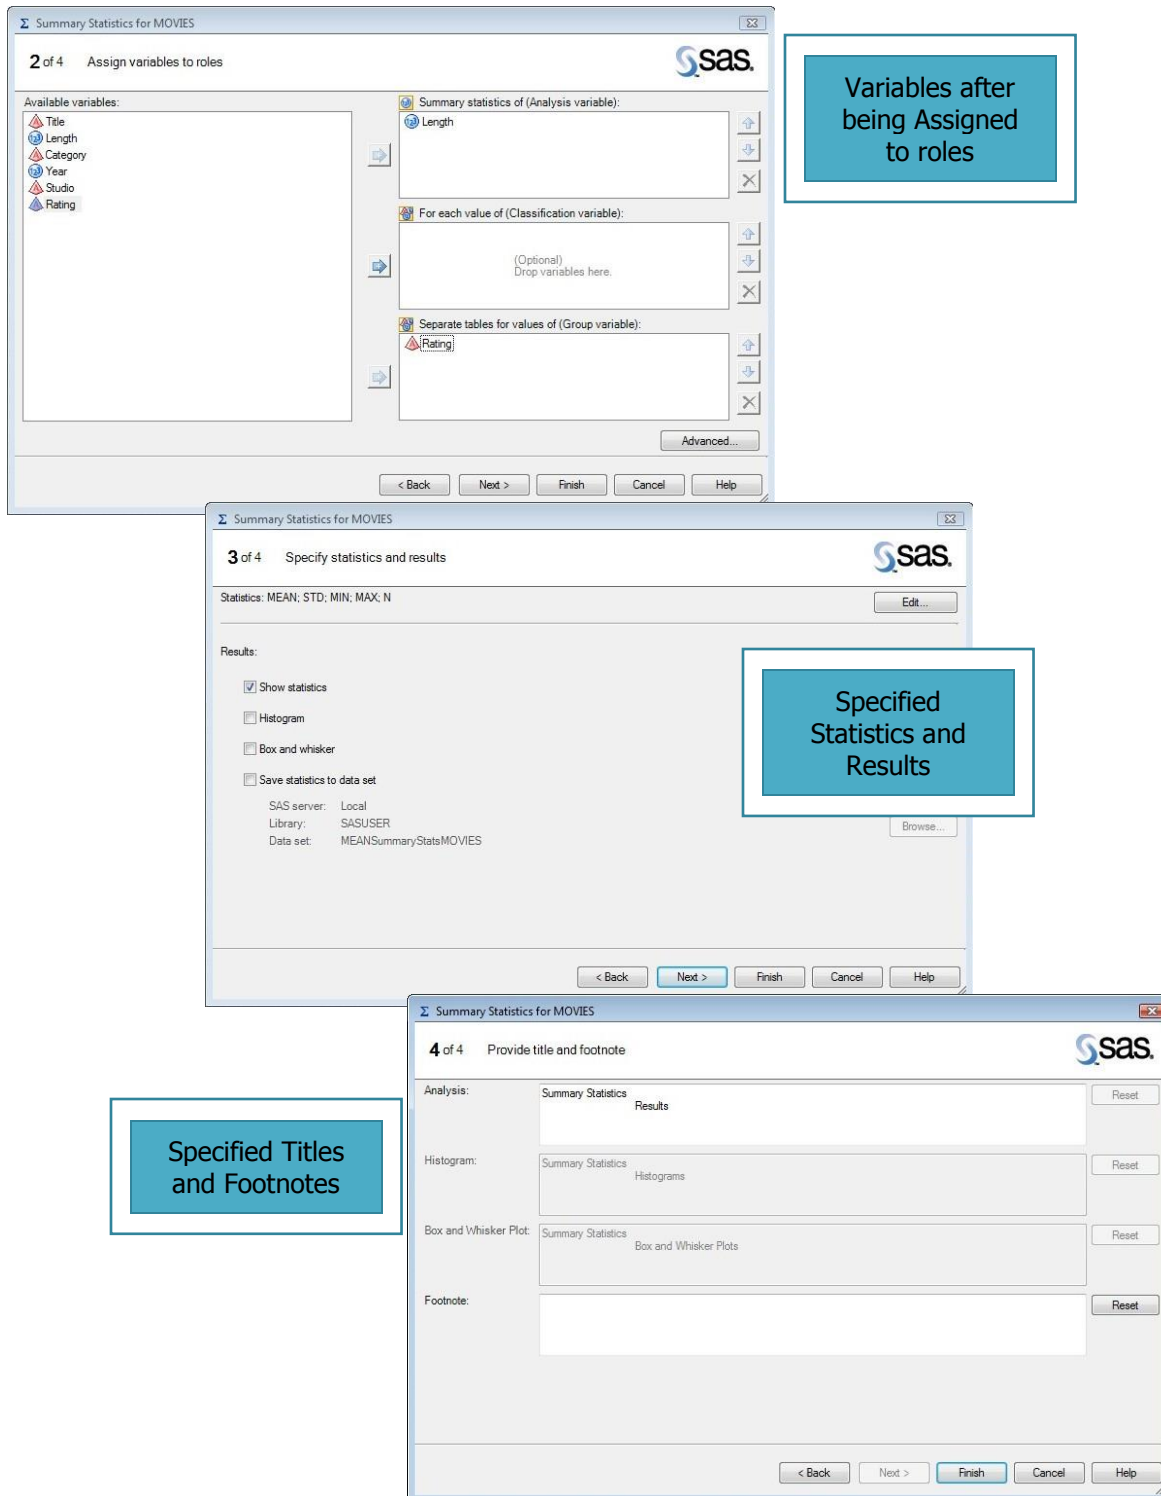 Σ Summary Statistics for MOVIES
2 of 4 Assign variables to roles
sas.
Available variables:
Title
Length
Category
Year
Studio
Rating
Summary statistics of (Analysis variable):
Length
For each value of (Classification variable):
(Optional)
Drop variables here.
Separate tables for values of (Group variable):
Rating
Advanced...
< Back
Next >
Finish
Cancel
Help
Variables after
being Assigned
to roles
Σ Summary Statistics for MOVIES
3 of 4 Specify statistics and results
sas.
Statistics: MEAN; STD; MIN; MAX; N
Edit...
Results:
Show statistics
Histogram
Box and whisker
Save statistics to data set
SAS server: Local
Library: SASUSER
Data set: MEANSummaryStatsMOVIES
Browse...
< Back
Next >
Finish
Cancel
Help
Specified
Statistics and
Results
Σ Summary Statistics for MOVIES
4 of 4 Provide title and footnote
sas.
Analysis:
Summary Statistics
Results
Reset
Histogram:
Summary Statistics
Histograms
Reset
Box and Whisker Plot:
Summary Statistics
Box and Whisker Plots
Reset
Footnote:
Reset
< Back
Next >
Finish
Cancel
Help
Specified Titles
and Footnotes